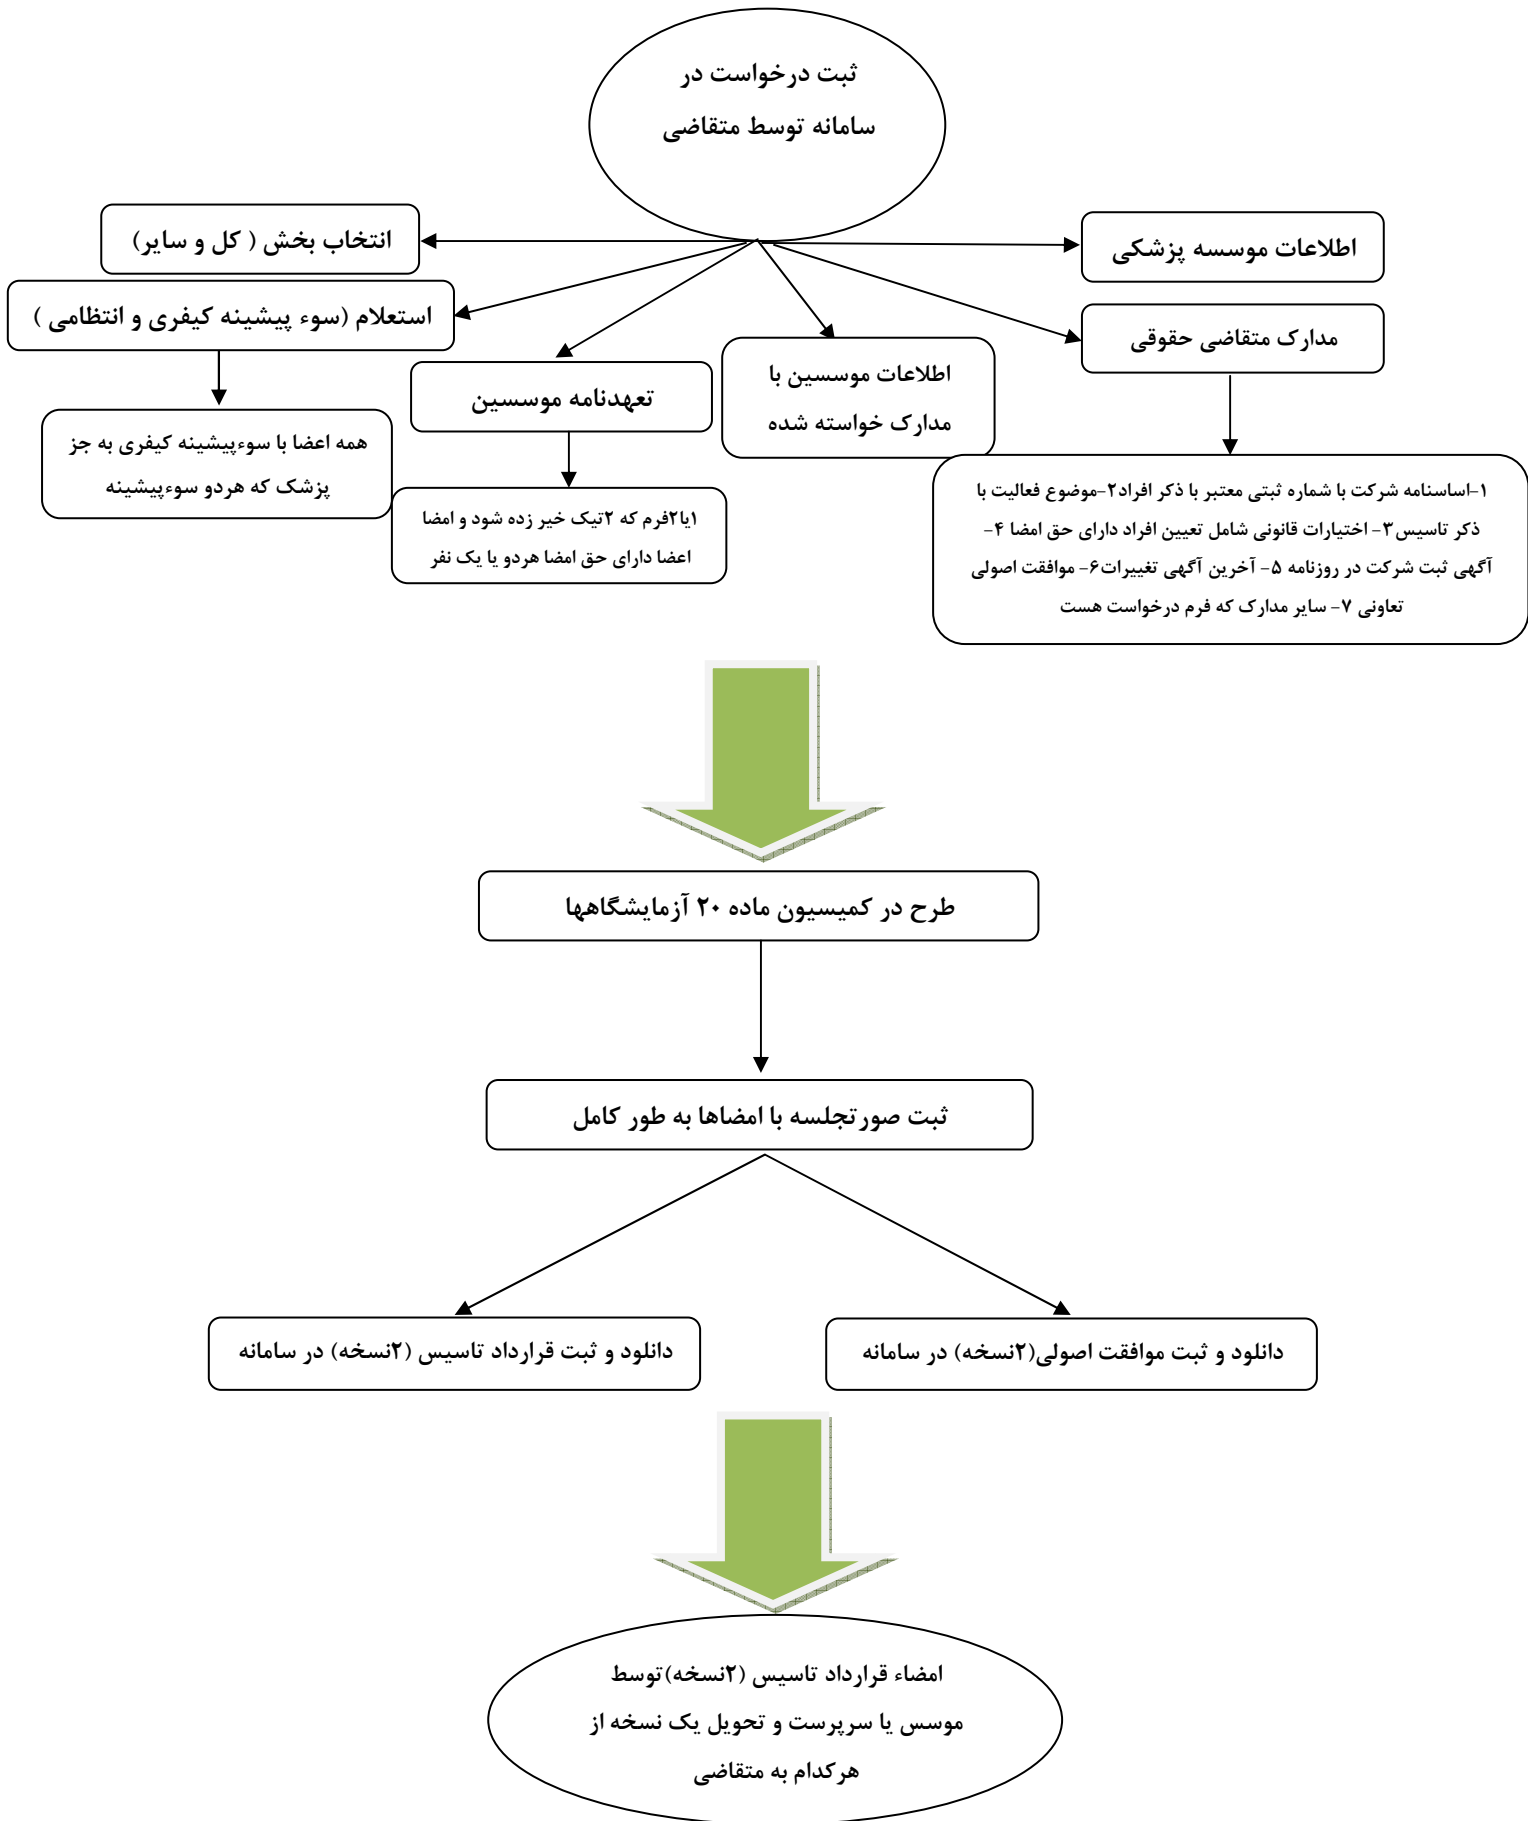 ثبت درخواست در
سامانه توسط متقاضی
اطلاعات موسسه پزشکی
انتخاب بخش ( کل و سایر)
استعلام (سوء پیشینه کیفری و انتظامی )
مدارک متقاضی حقوقی
اطلاعات موسسین با
مدارک خواسته شده
تعهدنامه موسسین
همه اعضا با سوءپیشینه کیفری به جز
پزشک که هردو سوءپیشینه
۱یا۲فرم که ۲تیک خیر زده شود و امضا
اعضا دارای حق امضا هردو یا یک نفر
۱-اساسنامه شرکت با شماره ثبتی معتبر با ذکر افراد۲-موضوع فعالیت با
ذکر تاسیس۳- اختیارات قانونی شامل تعیین افراد دارای حق امضا ۴-
آگهی ثبت شرکت در روزنامه ۵- آخرین آگهی تغییرات۶- موافقت اصولی
تعاونی ۷- سایر مدارک که فرم درخواست هست
طرح در کمیسیون ماده ۲۰ آزمایشگاهها
ثبت صورتجلسه با امضاها به طور کامل
دانلود و ثبت موافقت اصولی(۲نسخه) در سامانه
دانلود و ثبت قرارداد تاسیس (۲نسخه) در سامانه
امضاء قرارداد تاسیس (۲نسخه)توسط
موسس یا سرپرست و تحویل یک نسخه از
هرکدام به متقاضی